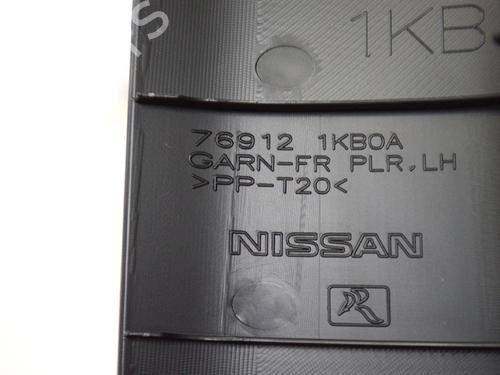 1KB
76912 1KB0A
GARN-FR PLR,LH
>PP-T20<
NISSAN